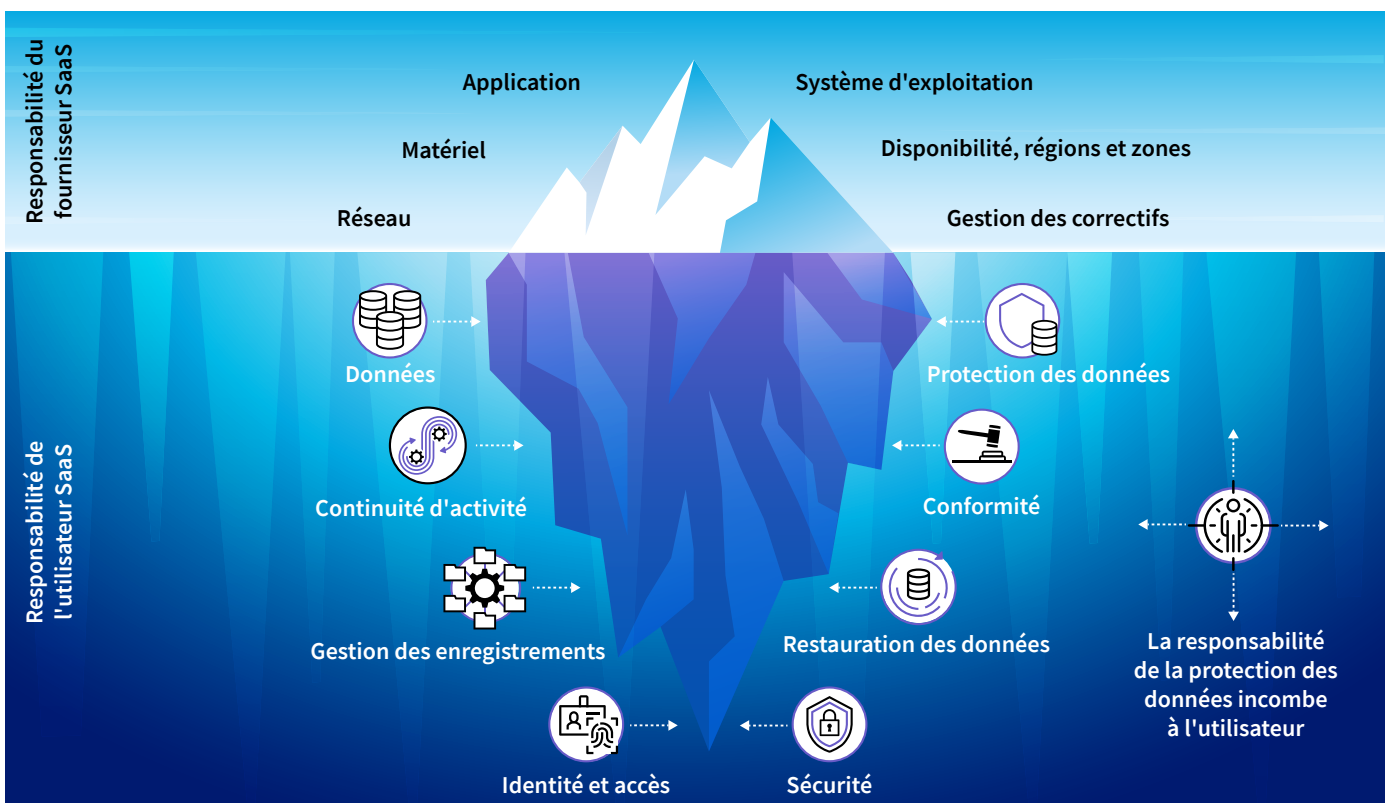 Responsabilité du
fournisseur SaaS
Application
Système d'exploitation
Matériel
Disponibilité, régions et zones
Réseau
Gestion des correctifs
Responsabilité de
l'utilisateur SaaS
Données
Protection des données
Continuité d'activité
Conformité
Gestion des enregistrements
Restauration des données
Identité et accès
Sécurité
La responsabilité
de la protection des
données incombe
à l'utilisateur